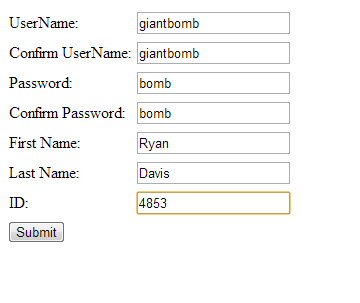 UserName: giantbomb
Confirm UserName: giantbomb
Password: bomb
Confirm Password: bomb
First Name: Ryan
Last Name: Davis
ID: 4853
Submit